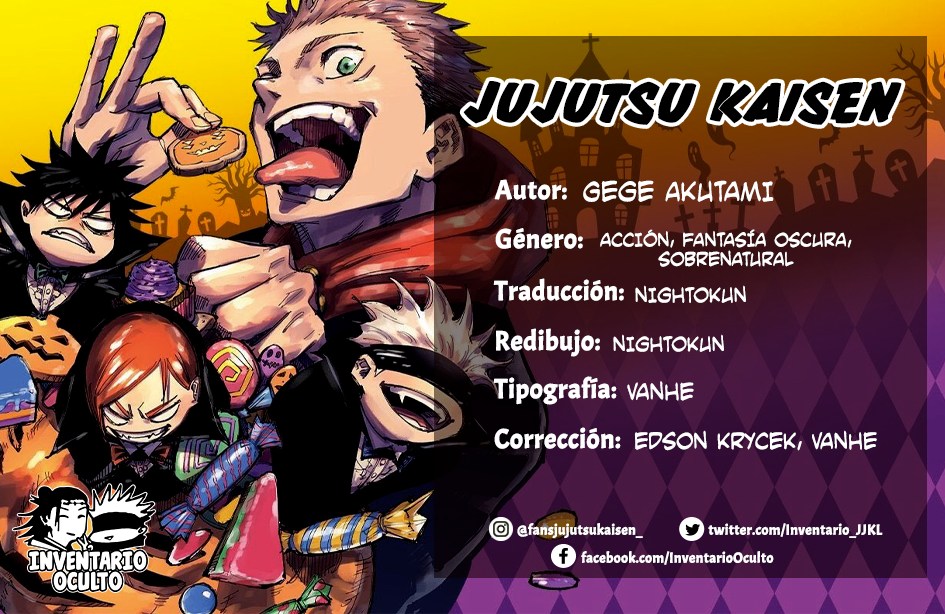 JUJUTSU KAISEN
Autor: GEGE AKUTAMI
Género: ACCIÓN, FANTASÍA OSCURA,
SOBRENATURAL
Traducción: NIGHTOKUN
Redibujo: NIGHTOKUN
Tipografía: VANHE
Corrección: EDSON KRYCEK, VANHE
@fansjujutsukaisen_
twitter.com/Inventario_JJKL
facebook.com/InventarioOculto
INVENTARIO
OCULTO